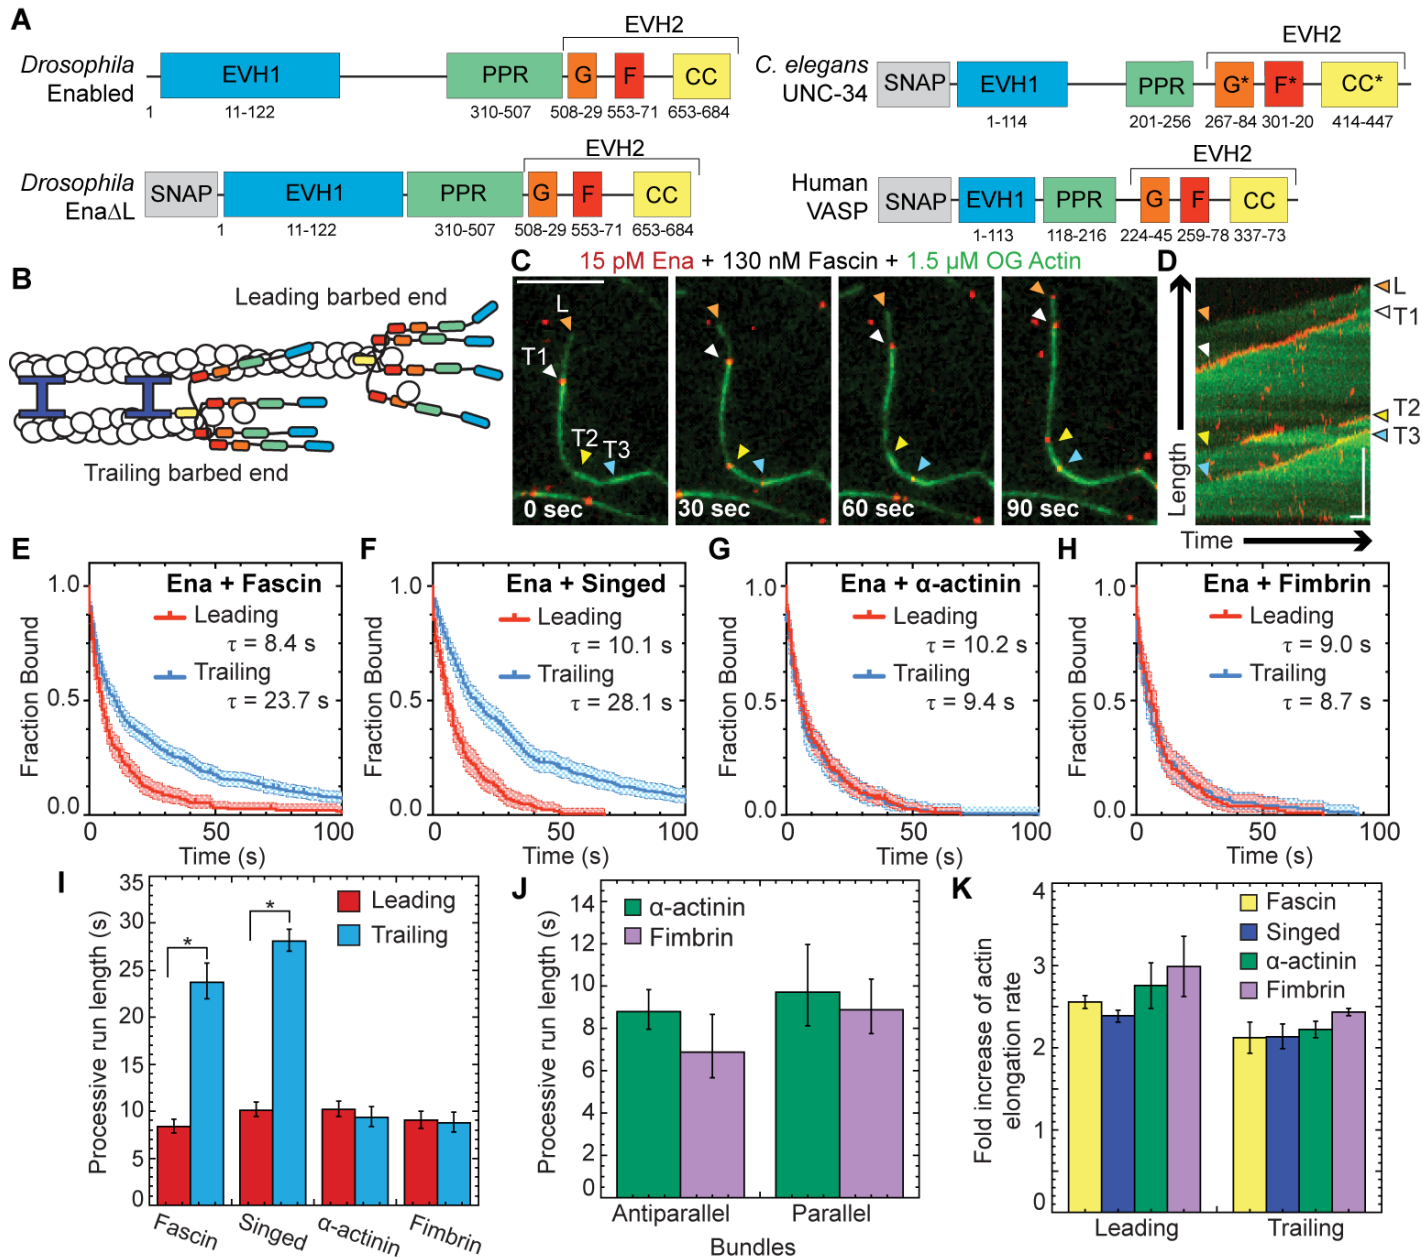 A
Drosophila
Enabled
EVH1
PPR
G
F
CC
EVH2
1
11-122
310-507
508-29
553-71
653-684
C. elegans
UNC-34
SNAP
EVH1
PPR
G*
F*
CC*
EVH2
1-114
201-256
267-84
301-20
414-447
Drosophila
EnaΔL
SNAP
EVH1
PPR
G
F
CC
EVH2
1
11-122
310-507
508-29
553-71
653-684
Human
VASP
SNAP
EVH1
PPR
G
F
CC
EVH2
1-113
118-216
224-45
259-78
337-73
B
Leading barbed end
Trailing barbed end
C
15 pM Ena + 130 nM Fascin + 1.5 µM OG Actin
L
T1
T2
T3
0 sec
30 sec
60 sec
90 sec
D
L
T1
T2
T3
Length
Time
E
Ena + Fascin
Leading
τ = 8.4 s
Trailing
τ = 23.7 s
Fraction Bound
1.0
0.5
0.0
0
50
100
Time (s)
F
Ena + Singed
Leading
τ = 10.1 s
Trailing
τ = 28.1 s
Fraction Bound
1.0
0.5
0.0
0
50
100
Time (s)
G
Ena + α-actinin
Leading
τ = 10.2 s
Trailing
τ = 9.4 s
Fraction Bound
1.0
0.5
0.0
0
50
100
Time (s)
H
Ena + Fimbrin
Leading
τ = 9.0 s
Trailing
τ = 8.7 s
Fraction Bound
1.0
0.5
0.0
0
50
100
Time (s)
I
Processive run length (s)
35
30
25
20
15
10
5
0
Leading
Trailing
*
*
Fascin
Singed
α-actinin
Fimbrin
J
Processive run length (s)
14
12
10
8
6
4
2
0
α-actinin
Fimbrin
Antiparallel
Parallel
Bundles
K
Fold increase of actin
elongation rate
4
3
2
1
0
Fascin
Singed
α-actinin
Fimbrin
Leading
Trailing